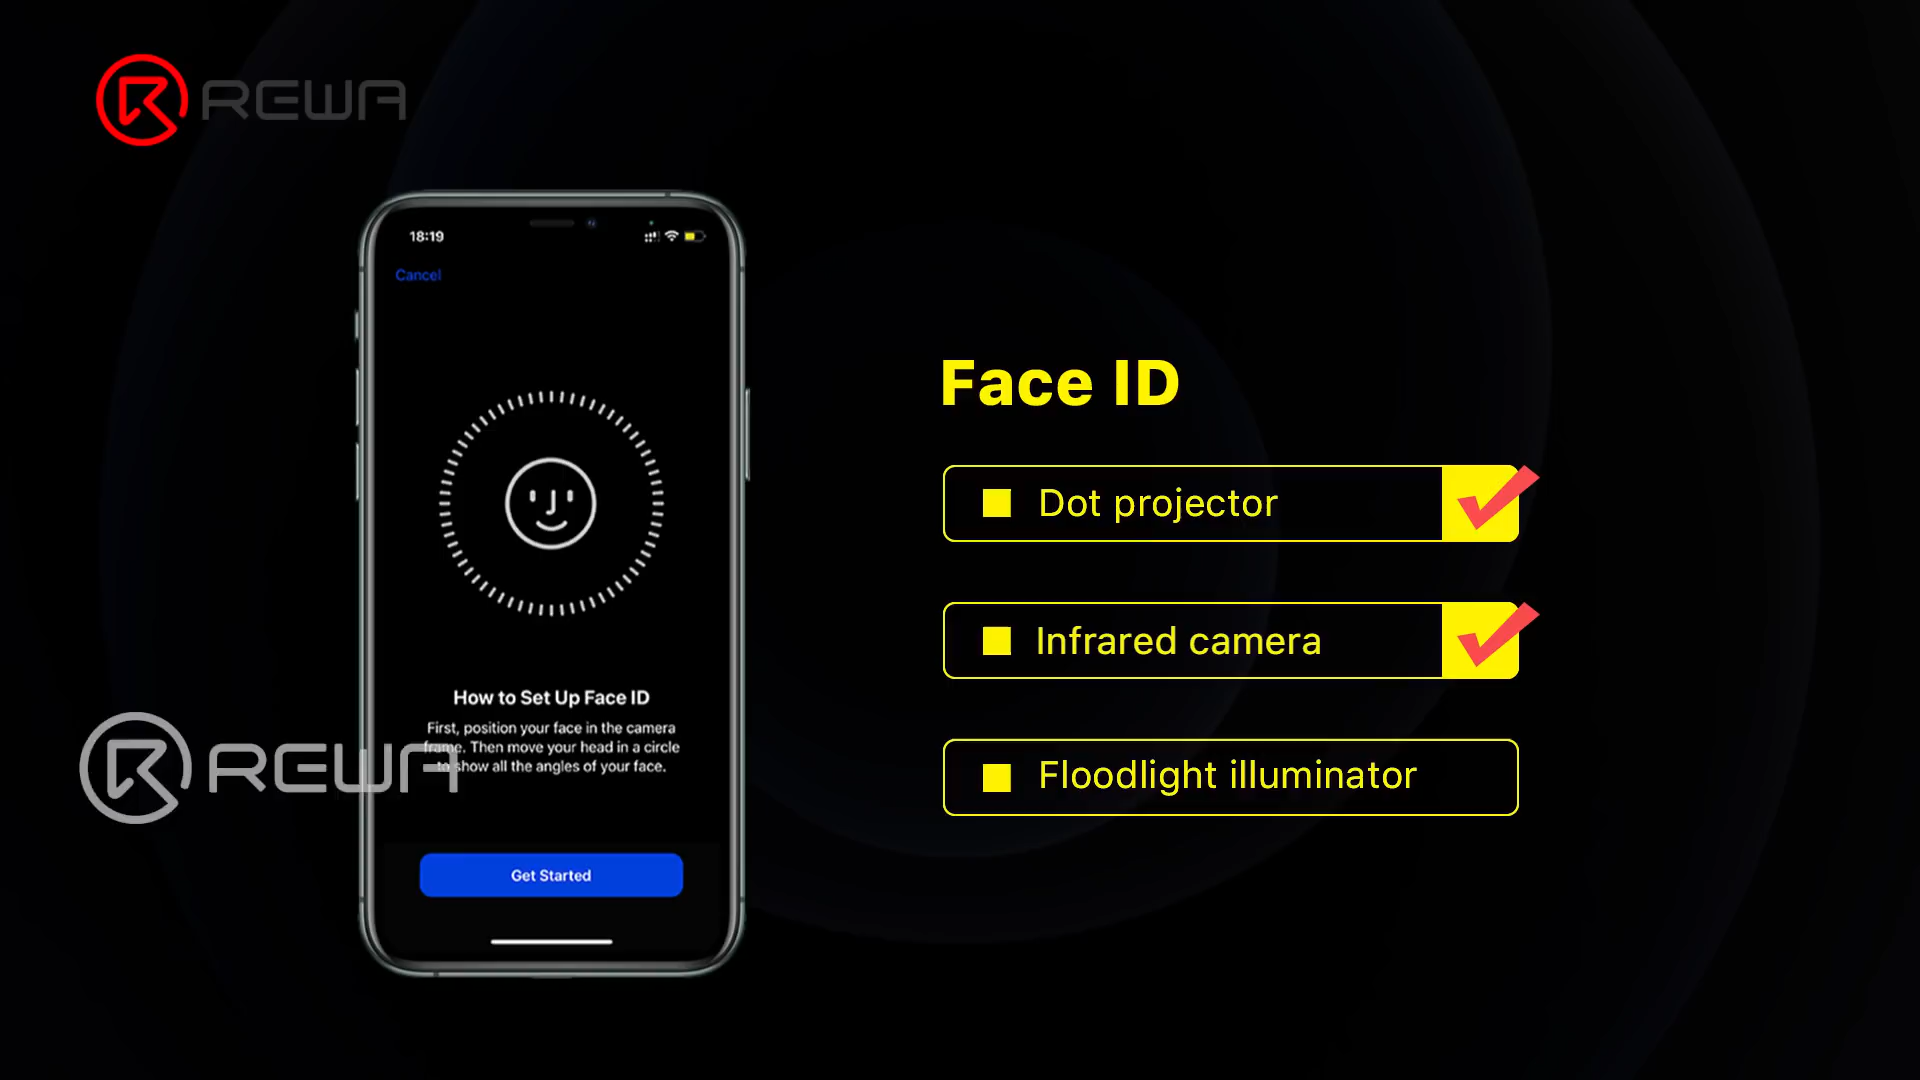 REWA
18:19
Cancel
How to Set Up Face ID
First, position your face in the camera
frame. Then move your head in a circle
to show all the angles of your face.
REWA
Get Started
Face ID
Dot projector
Infrared camera
Floodlight illuminator